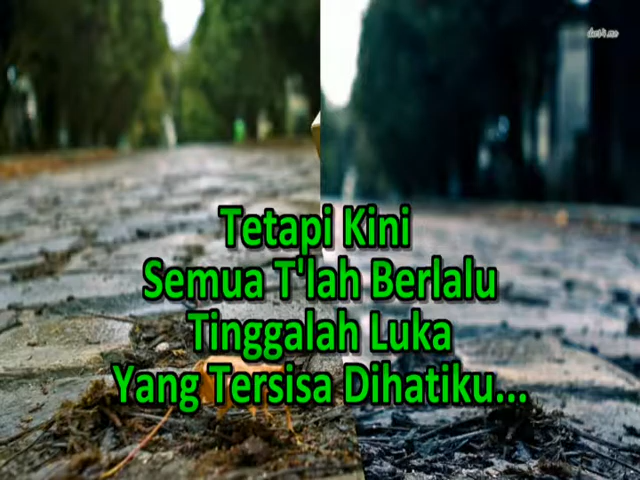 Tetapi Kini
Semua T'lah Berlalu
Tinggalah Luka
Yang Tersisa Dihatiku...